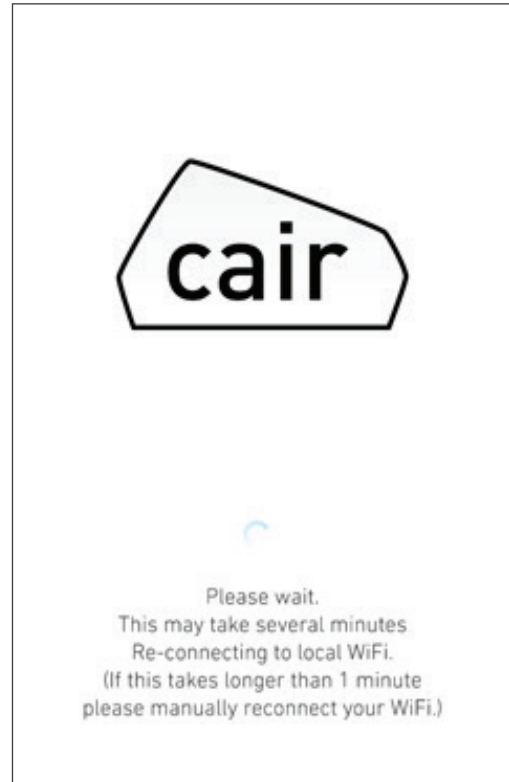 cair
Please wait.
This may take several minutes
Re-connecting to local WiFi.
(If this takes longer than 1 minute
please manually reconnect your WiFi.)